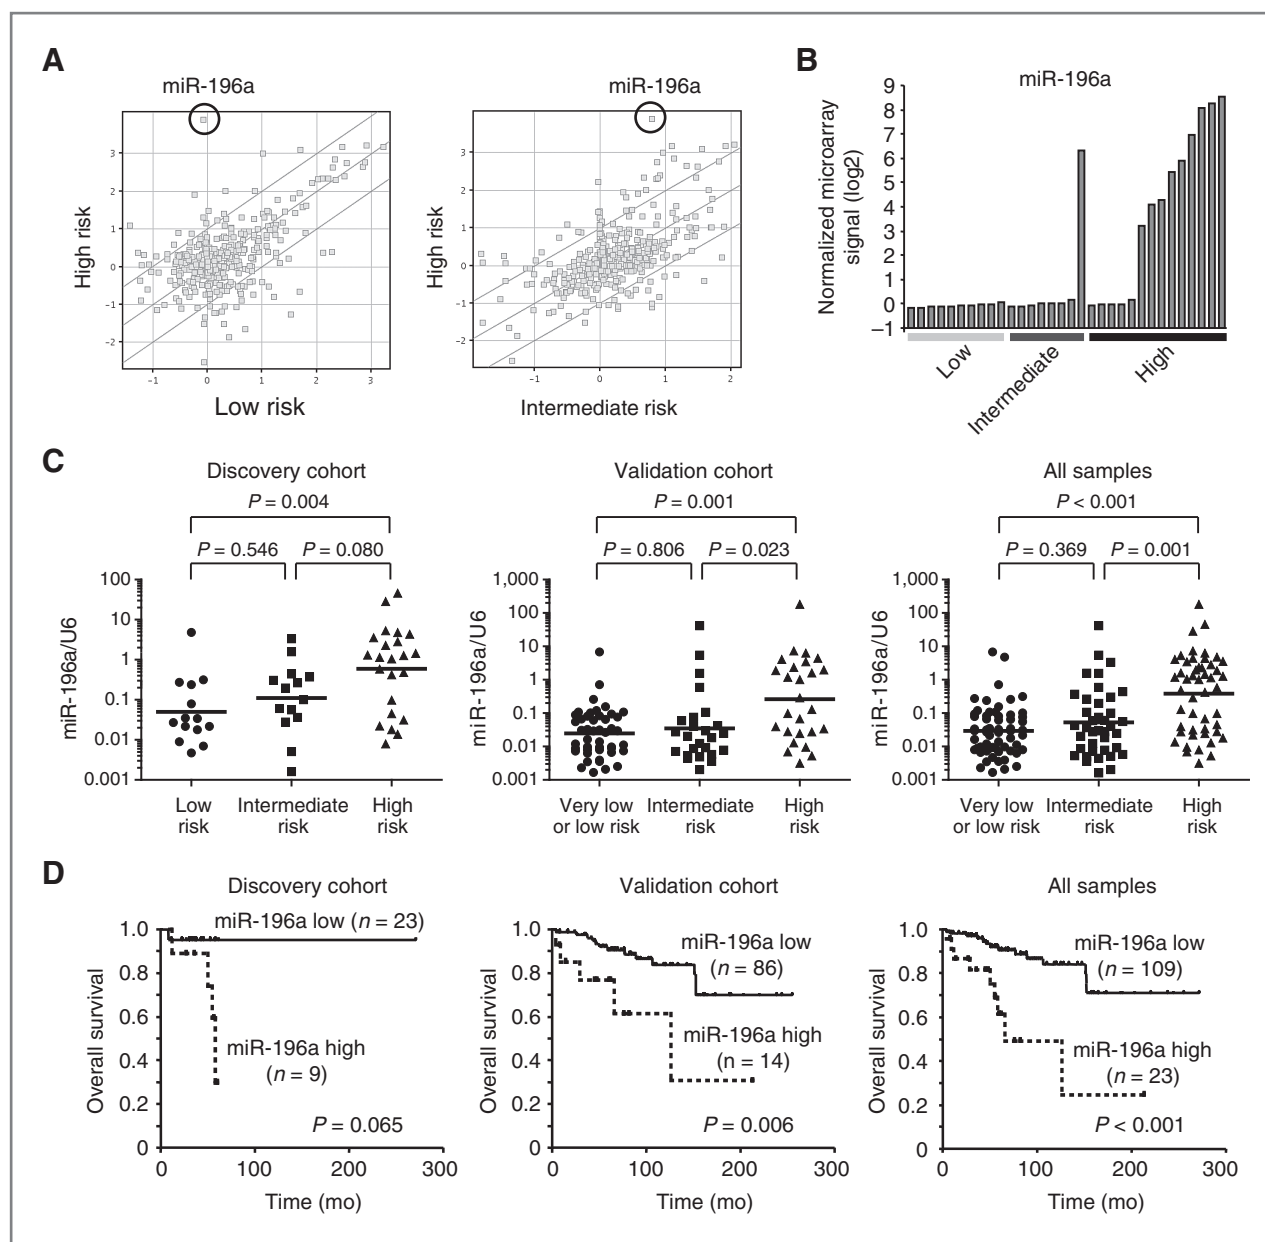 A
miR-196a
High risk
3
2
1
0
−1
−2
−1
0
1
2
3
Low risk
miR-196a
High risk
3
2
1
0
−1
−2
−1
0
1
2
Intermediate risk
B
miR-196a
Normalized microarray
signal (log2)
9
8
7
6
5
4
3
2
1
0
−1
Low
Intermediate
High
C
Discovery cohort
P = 0.004
P = 0.546
P = 0.080
miR-196a/U6
100
10
1
0.1
0.01
0.001
Low
risk
Intermediate
risk
High
risk
Validation cohort
P = 0.001
P = 0.806
P = 0.023
miR-196a/U6
1,000
100
10
1
0.1
0.01
0.001
Very low
or low risk
Intermediate
risk
High
risk
All samples
P < 0.001
P = 0.369
P = 0.001
miR-196a/U6
1,000
100
10
1
0.1
0.01
0.001
Very low
or low risk
Intermediate
risk
High
risk
D
Discovery cohort
miR-196a low (n = 23)
Overall survival
1.0
0.8
0.6
0.4
0.2
0
miR-196a high
(n = 9)
P = 0.065
0
100
200
300
Time (mo)
Validation cohort
Overall survival
1.0
0.8
0.6
0.4
0.2
0
miR-196a low
(n = 86)
miR-196a high
(n = 14)
P = 0.006
0
100
200
300
Time (mo)
All samples
Overall survival
1.0
0.8
0.6
0.4
0.2
0
miR-196a low
(n = 109)
miR-196a high
(n = 23)
P < 0.001
0
100
200
300
Time (mo)